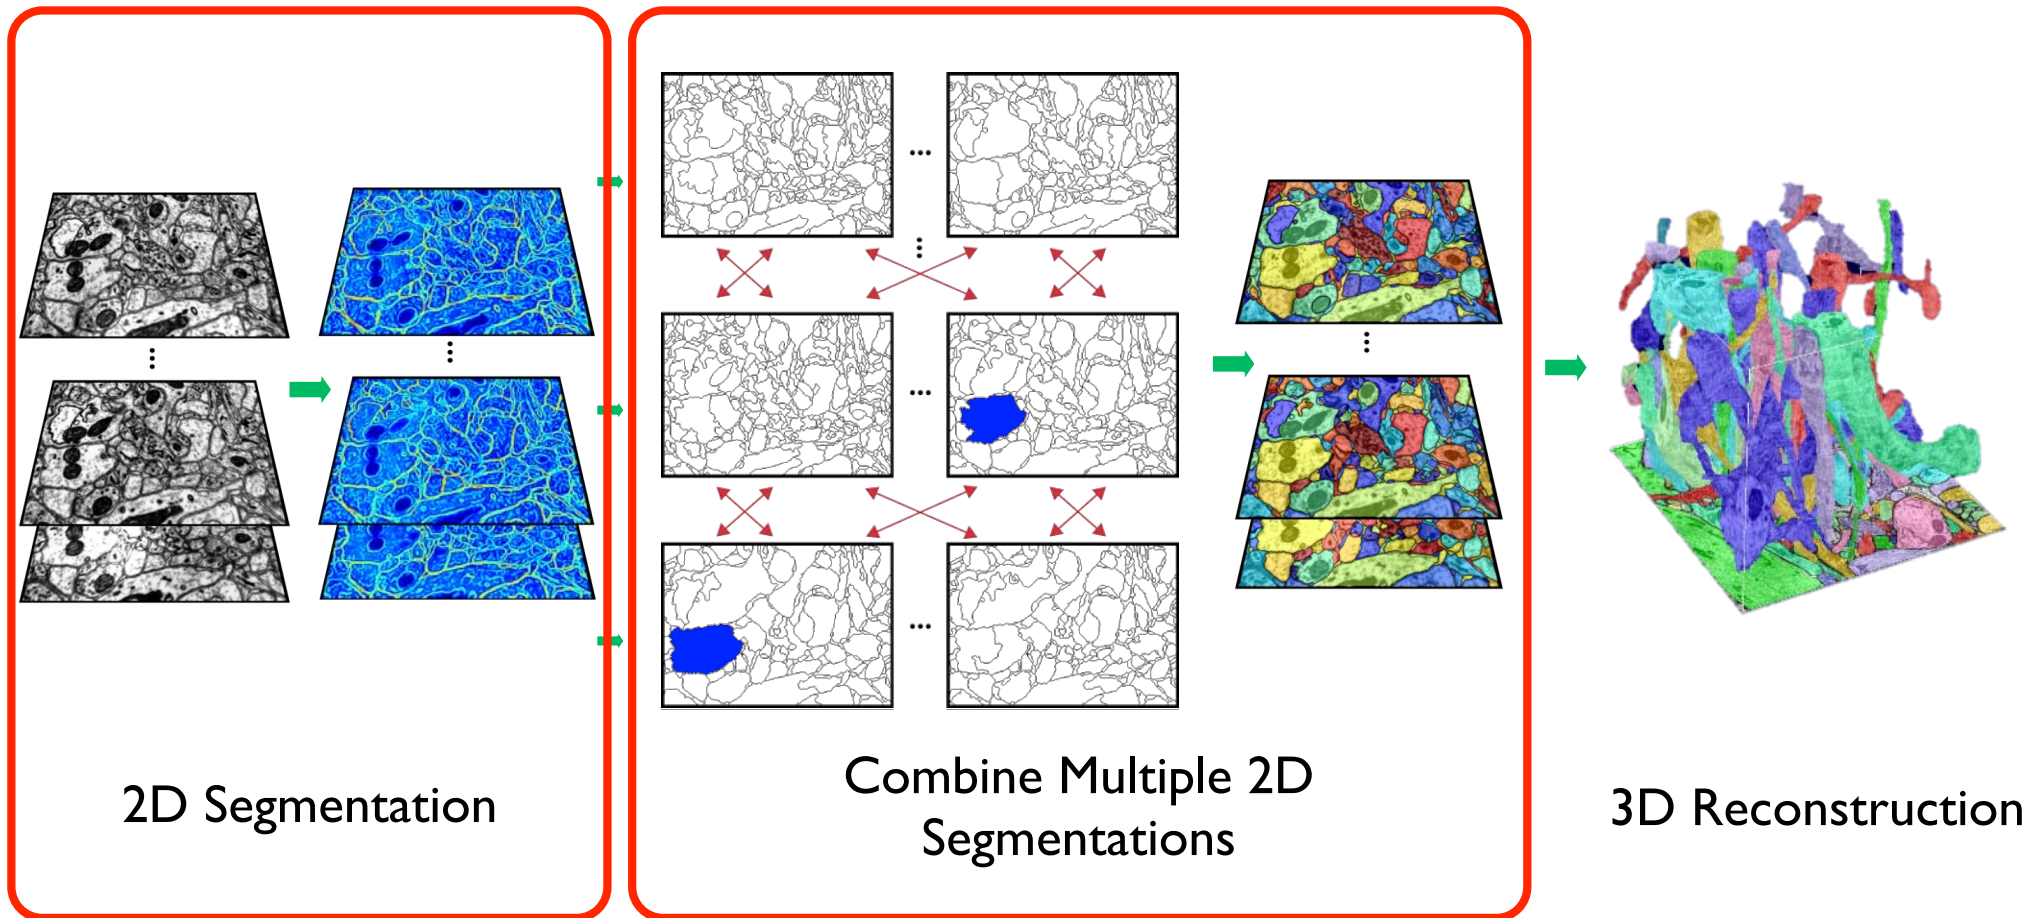 2D Segmentation
Combine Multiple 2D
Segmentations
3D Reconstruction